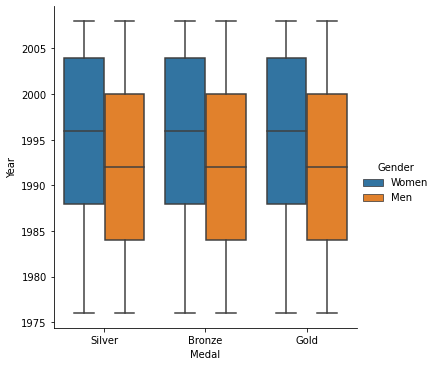 2005
2000
1995
1990
1985
1980
1975
Year
Silver
Bronze
Gold
Medal
Gender
Women
Men